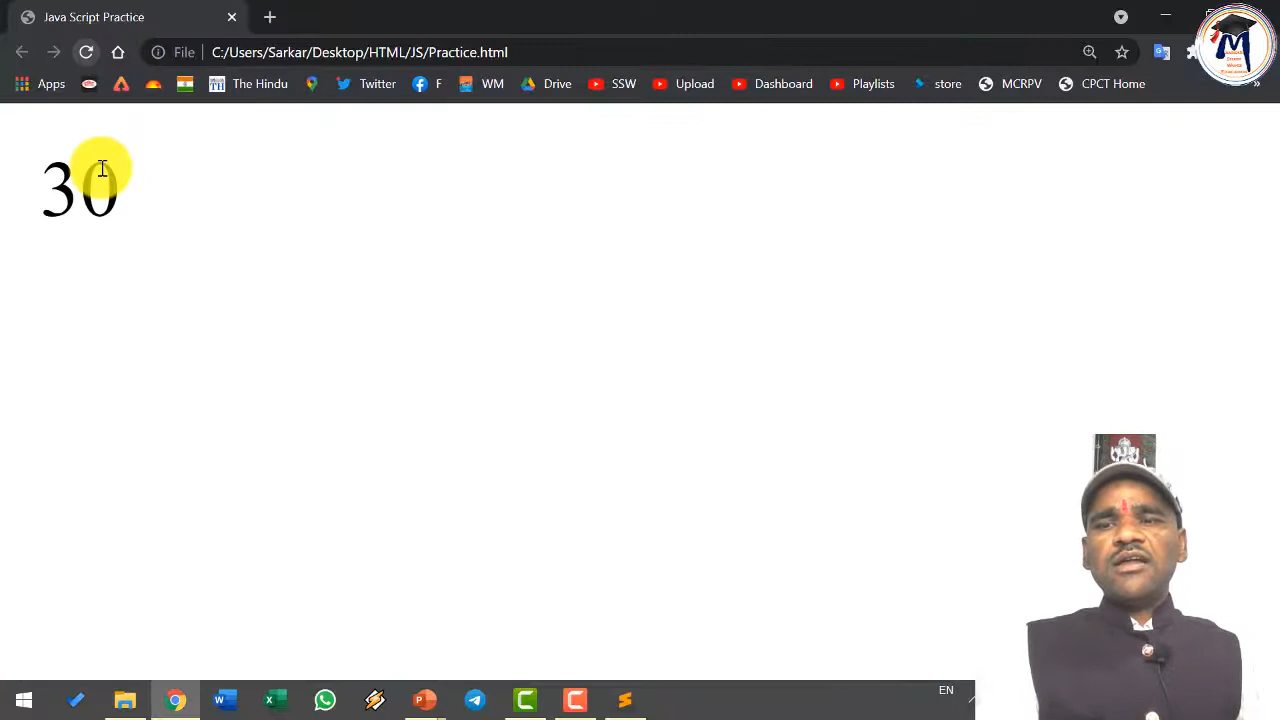 Java Script Practice
File C:/Users/Sarkar/Desktop/HTML/JS/Practice.html
Apps The Hindu Twitter F WM Drive SSW Upload Dashboard Playlists store MCRPV CPCT Home
30
EN